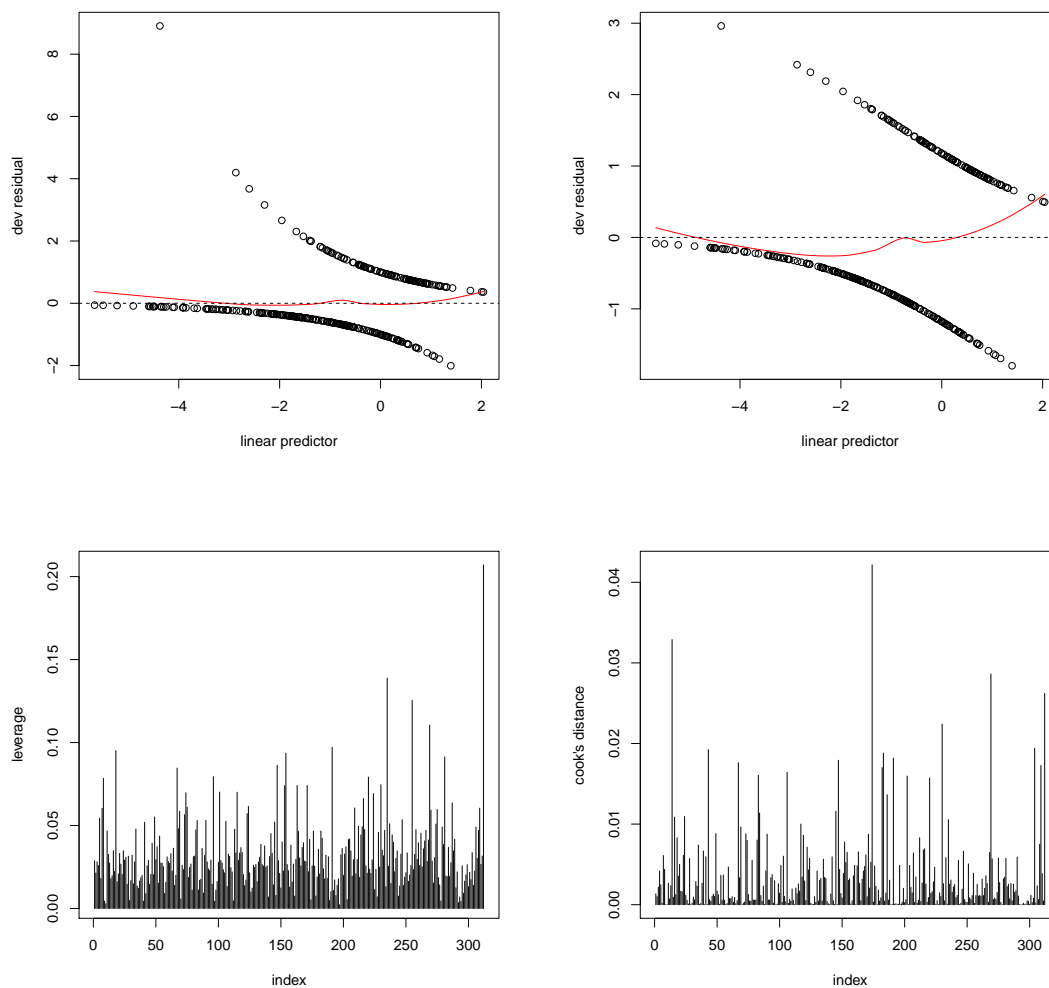 dev residual
8
6
4
2
0
−2
−4 −2 0 2
linear predictor
dev residual
3
2
1
0
−1
−4 −2 0 2
linear predictor
leverage
0.20
0.15
0.10
0.05
0.00
0 50 100 150 200 250 300
index
cook's distance
0.04
0.03
0.02
0.01
0.00
0 50 100 150 200 250 300
index